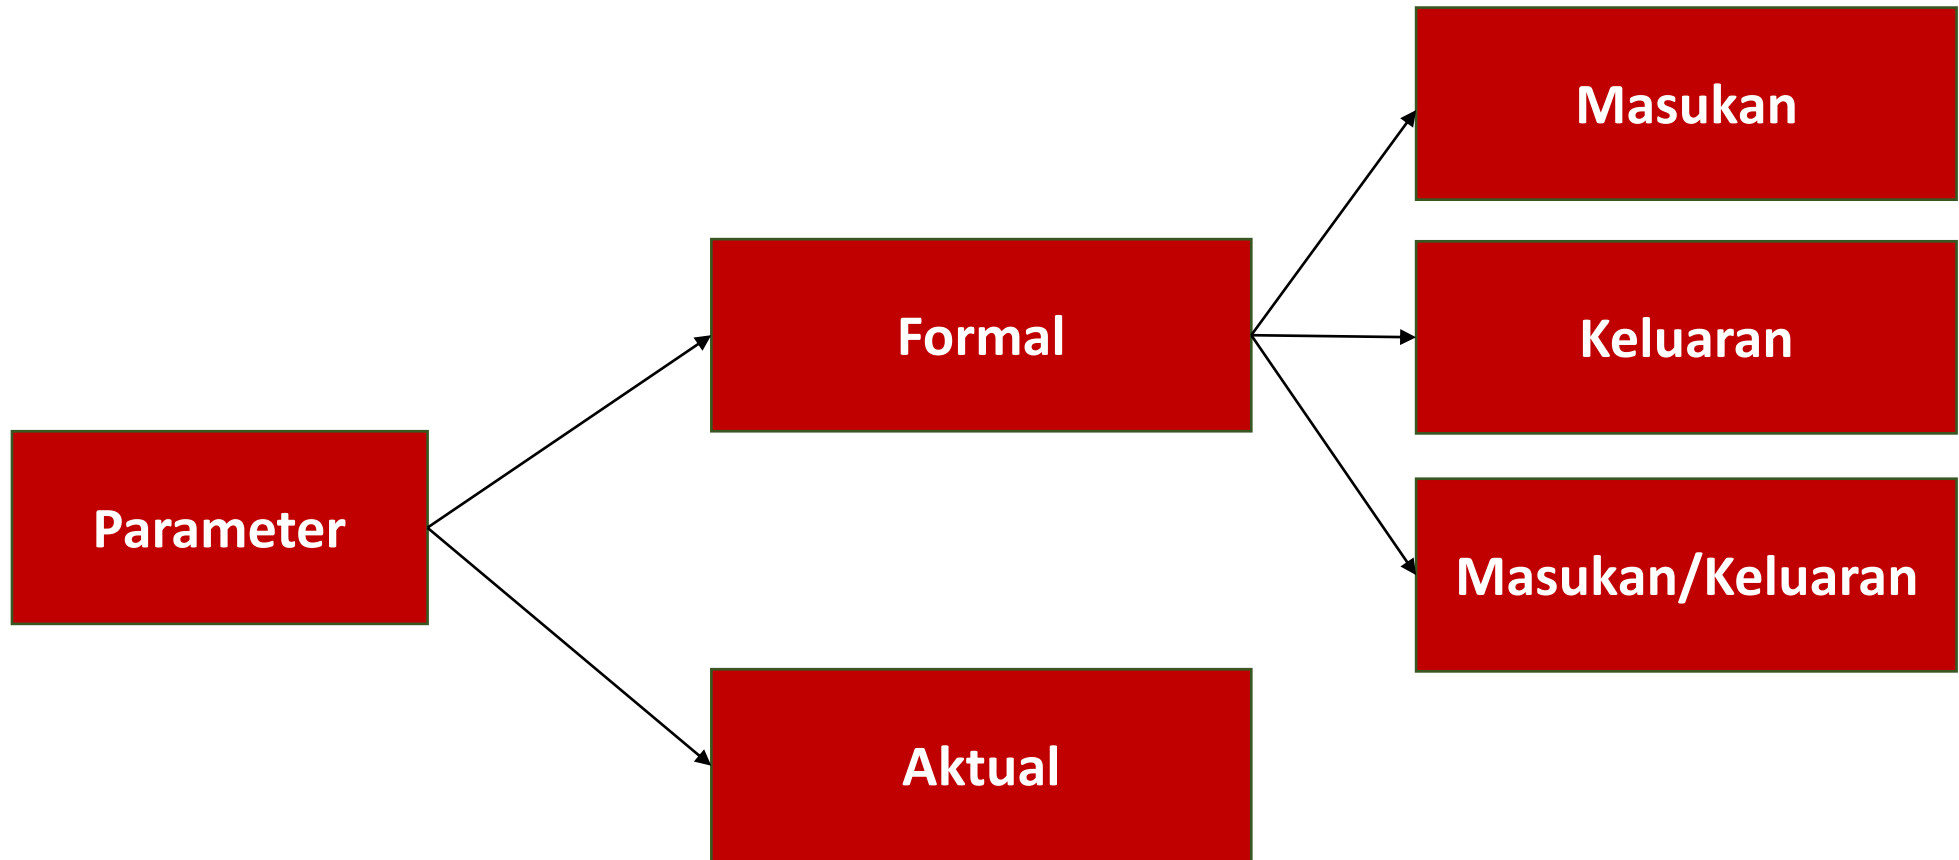 Parameter
Formal
Aktual
Masukan
Keluaran
Masukan/Keluaran